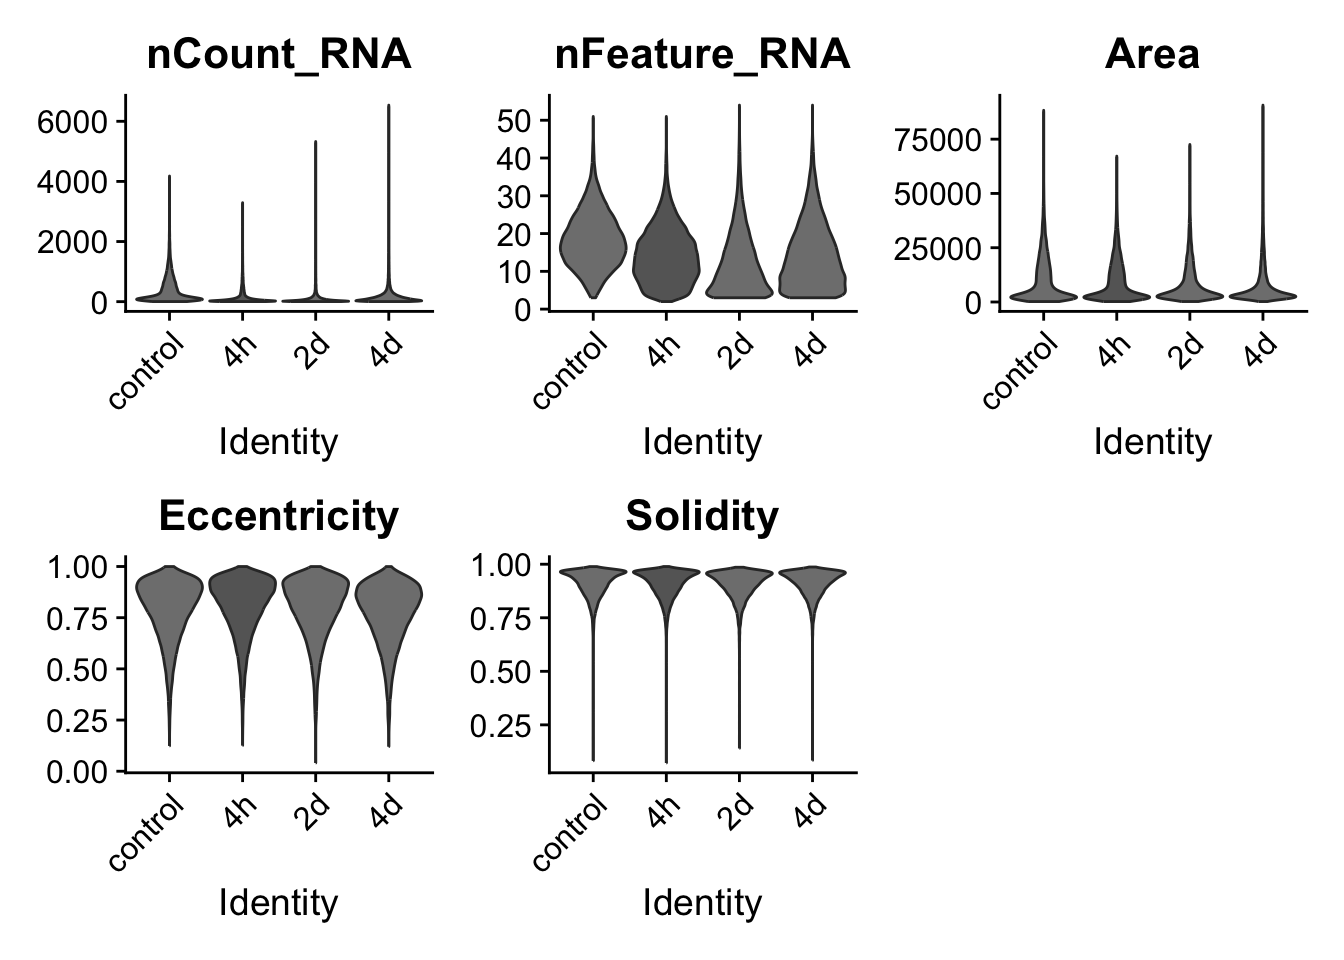 nCount_RNA
6000
4000
2000
0
control
4h
2d
4d
Identity
nFeature_RNA
50
40
30
20
10
0
control
4h
2d
4d
Identity
Area
75000
50000
25000
0
control
4h
2d
4d
Identity
Eccentricity
1.00
0.75
0.50
0.25
0.00
control
4h
2d
4d
Identity
Solidity
1.00
0.75
0.50
0.25
control
4h
2d
4d
Identity